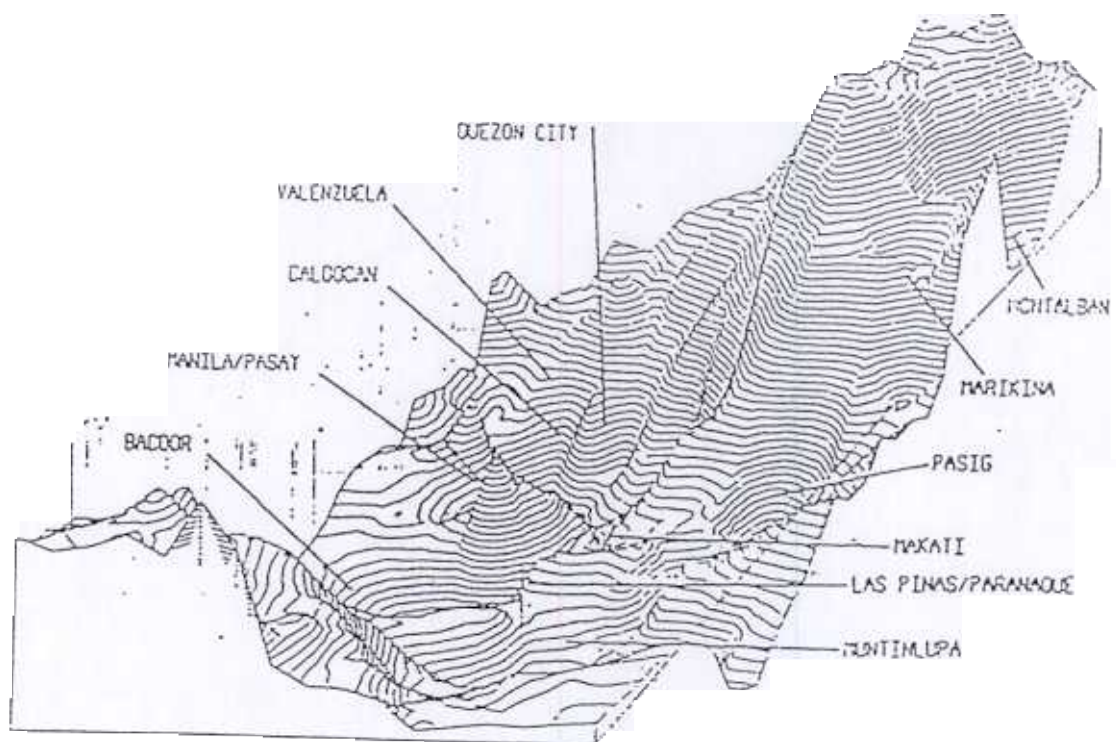 QUEZON CITY
VALENZUELA
CALOOCAN
MANILA/PASAY
BACOOR
MONTALBAN
MARIKINA
PASIG
MAKATI
LAS PINAS/PARANAQUE
MUNTINLUPA